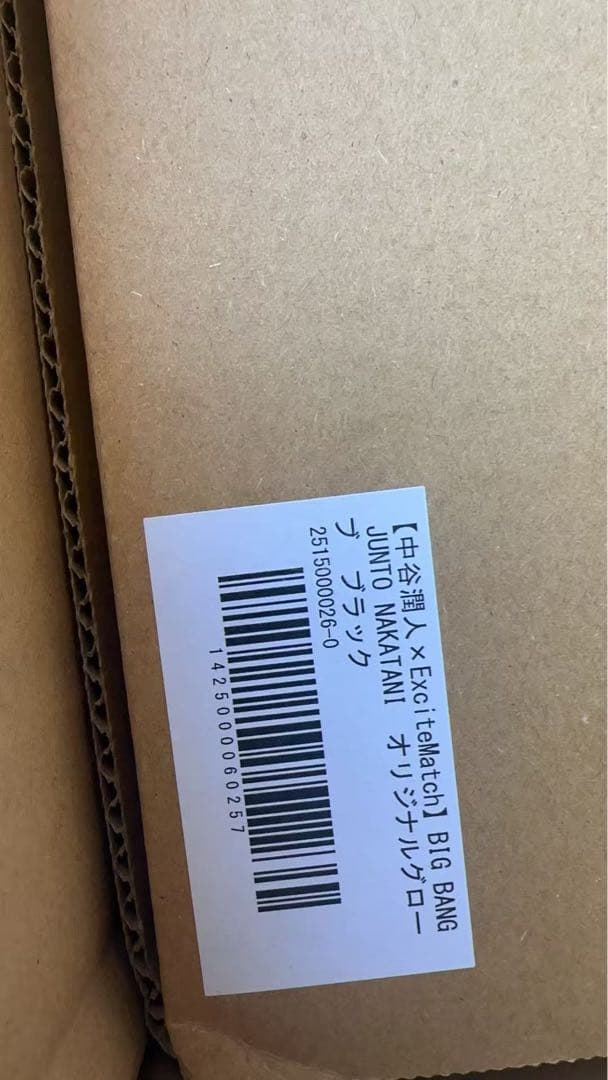 【中谷潤人×ExciteMatch】BIG BANG
JUNTO NAKATANI オリジナルグロー
ブ ブラック
2515000026-0
1425000060257